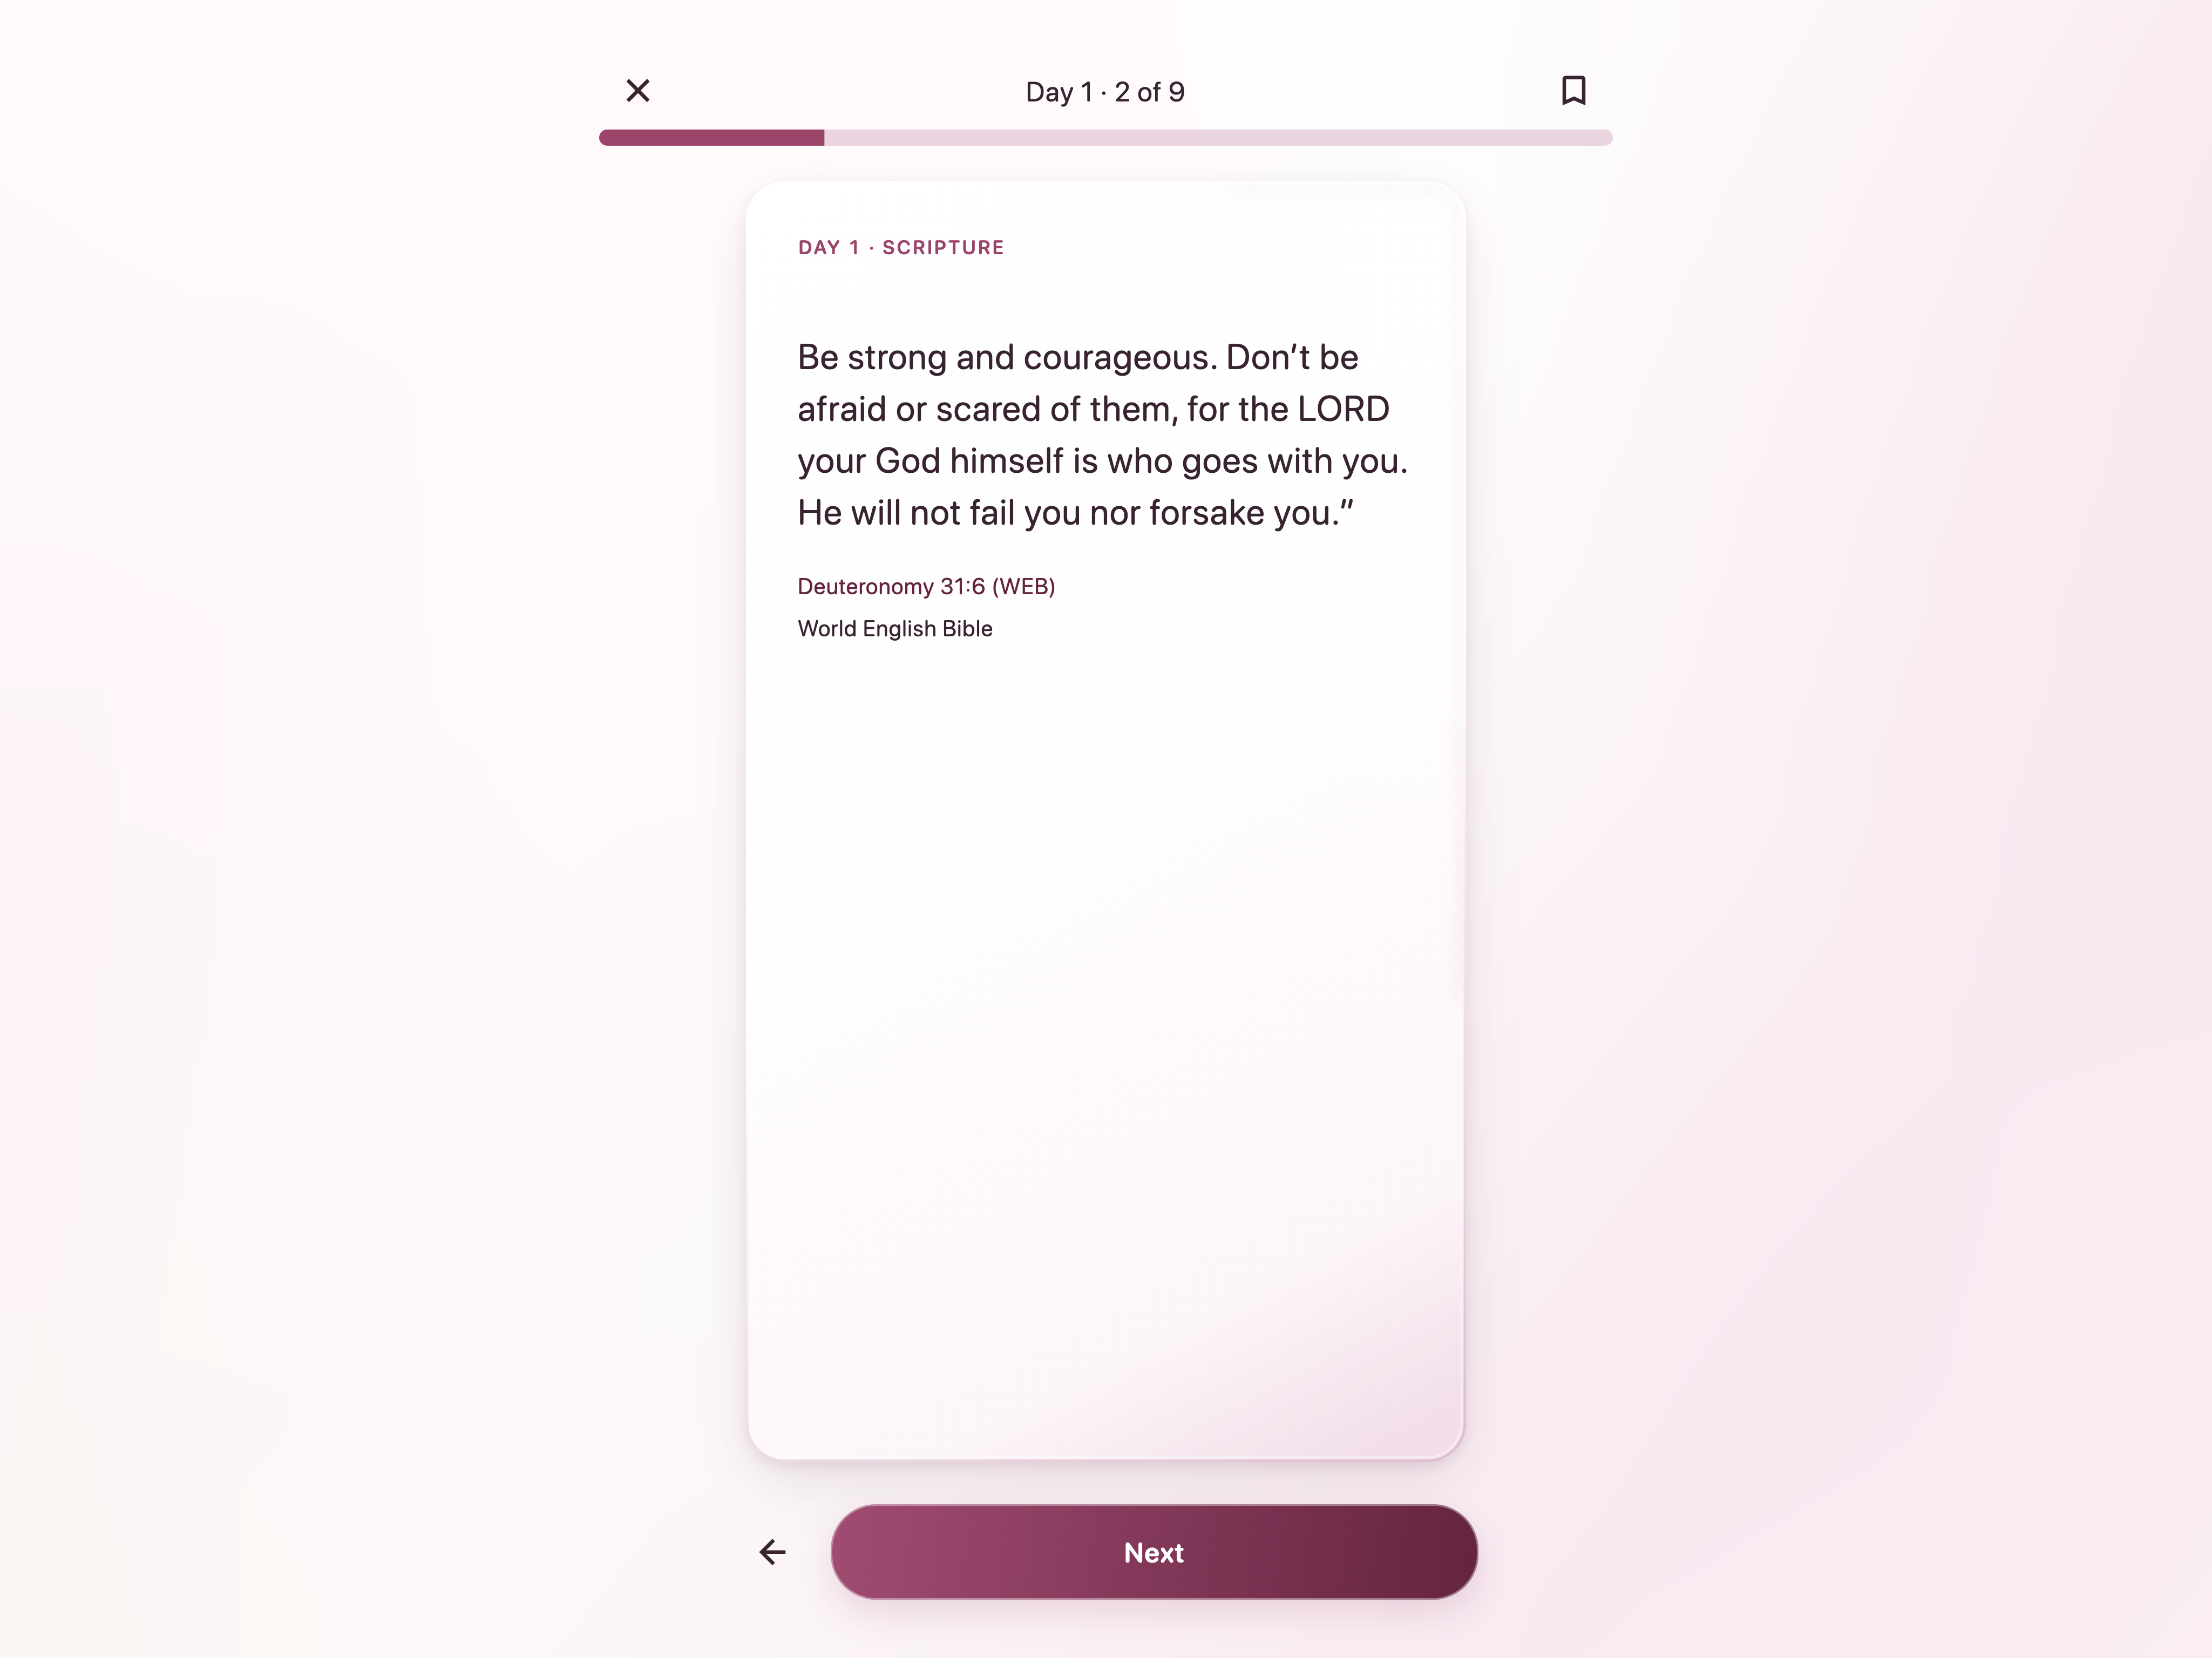 Day 1 · 2 of 9
DAY 1 · SCRIPTURE
Be strong and courageous. Don’t be
afraid or scared of them, for the LORD
your God himself is who goes with you.
He will not fail you nor forsake you.”
Deuteronomy 31:6 (WEB)
World English Bible
Next